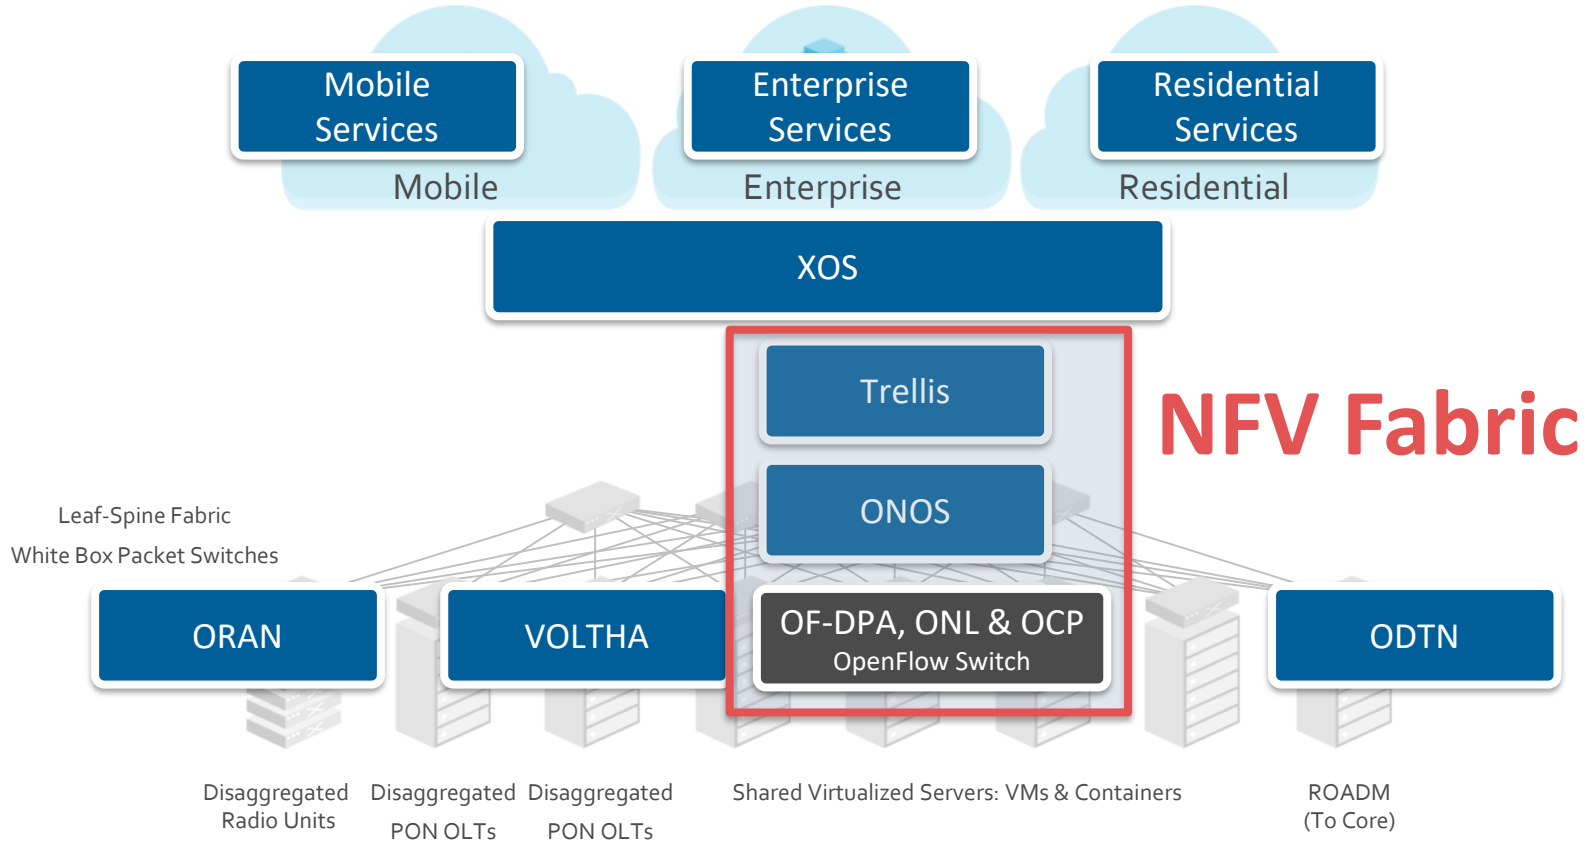 Mobile
Services
Enterprise
Services
Residential
Services
Mobile
Enterprise
Residential
XOS
Trellis
NFV Fabric
ONOS
Leaf-Spine Fabric
White Box Packet Switches
ORAN
VOLTHA
OF-DPA, ONL & OCP
OpenFlow Switch
ODTN
Disaggregated
Radio Units
Disaggregated
PON OLTs
Disaggregated
PON OLTs
Shared Virtualized Servers: VMs & Containers
ROADM
(To Core)